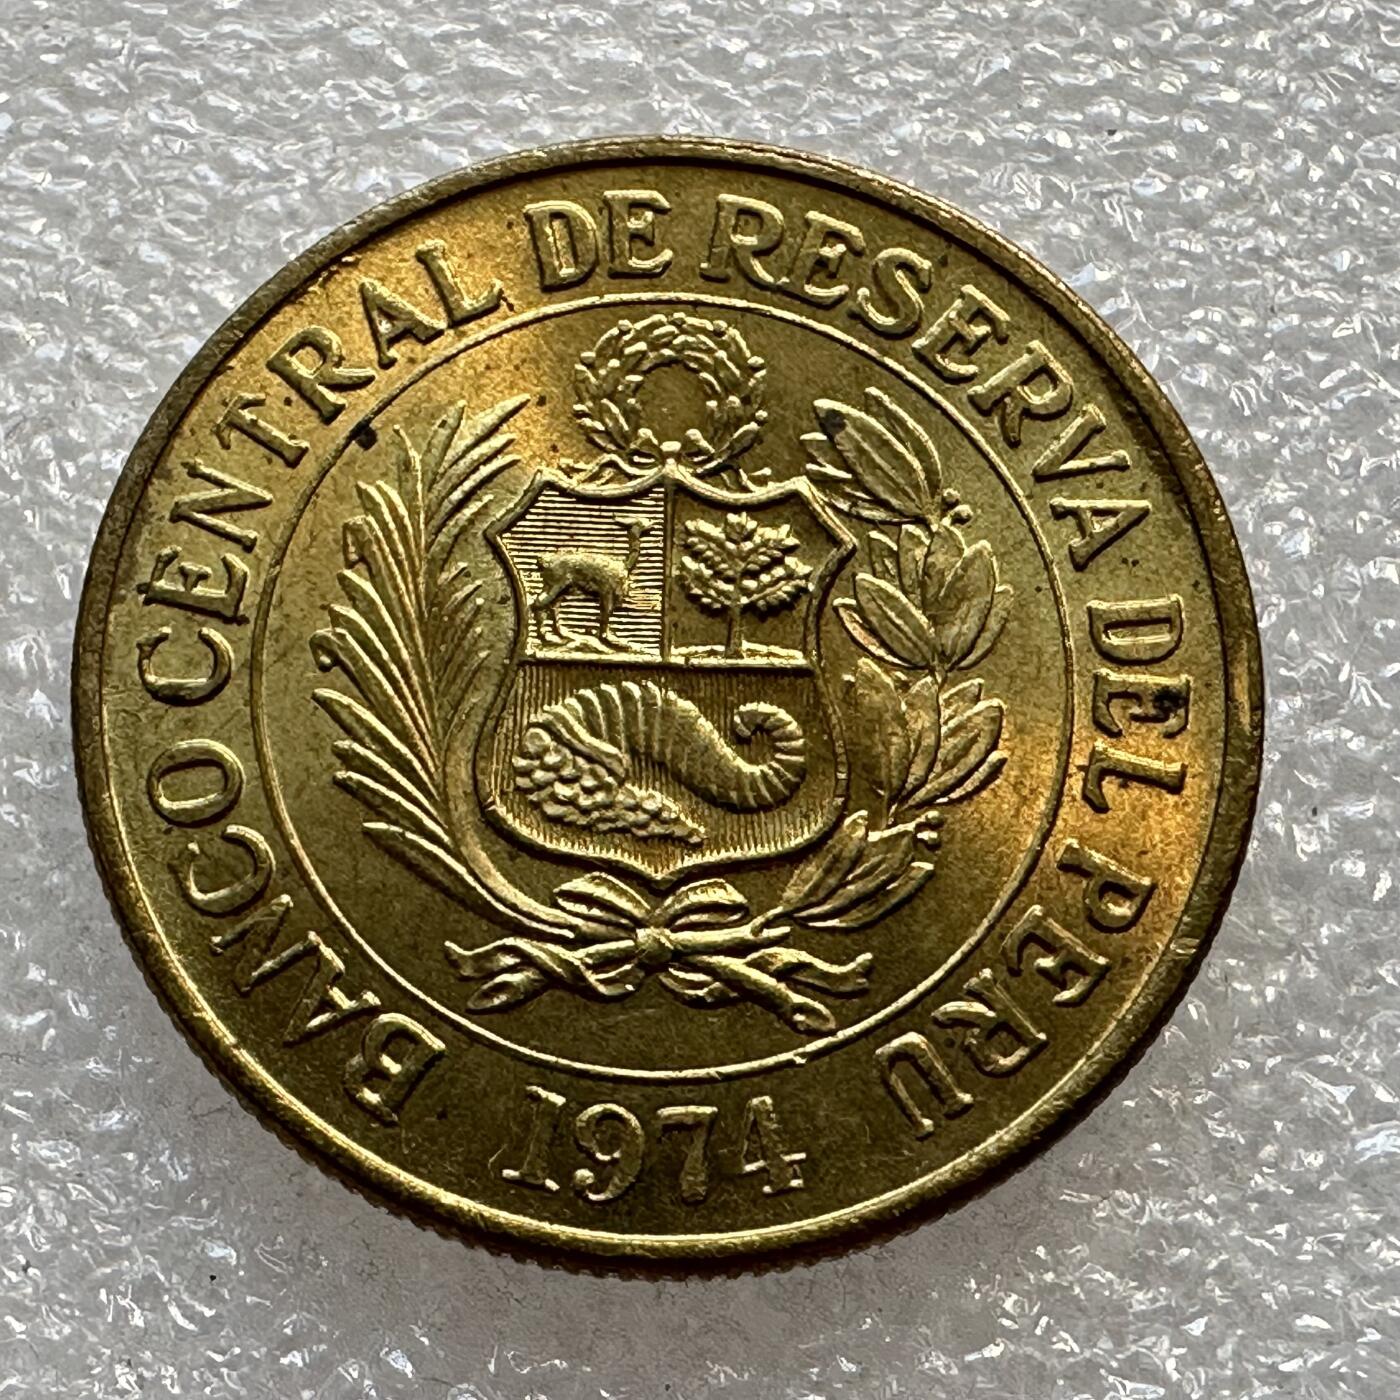 BANCO CENTRAL DE RESERVA DEL PERU
1974